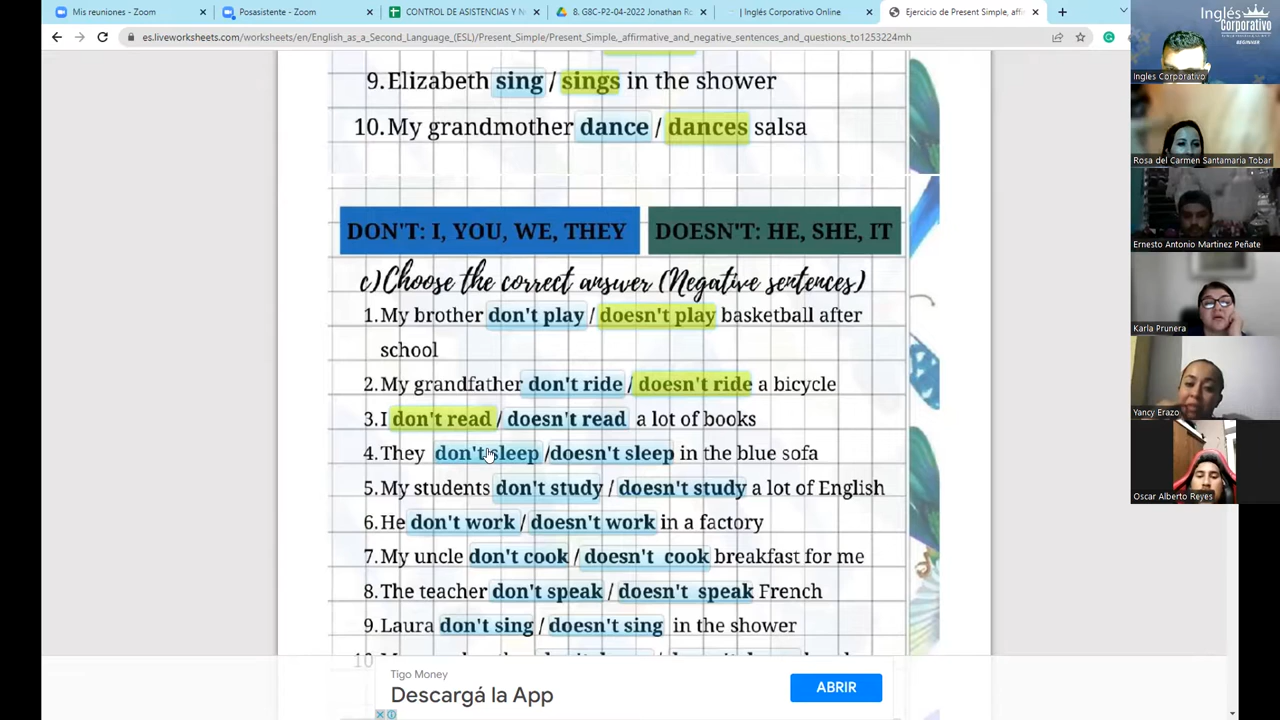 Mis reuniones - Zoom
Posasistente - Zoom
CONTROL DE ASISTENCIAS Y N
8. G8C-P2-04-2022 Jonathan Ro
Inglés Corporativo Online
Ejercicio de Present Simple, affi
es.liveworksheets.com/worksheets/en/English_as_a_Second_Language_(ESL)/Present_Simple/Present_Simple._affirmative_and_negative_sentences_and_questions_to1253224mh
9. Elizabeth sing / sings in the shower
10. My grandmother dance / dances salsa
DON'T: I, YOU, WE, THEY
DOESN'T: HE, SHE, IT
c) Choose the correct answer (Negative sentences)
1. My brother don't play / doesn't play basketball after
school
2. My grandfather don't ride / doesn't ride a bicycle
3. I don't read / doesn't read a lot of books
4. They don't sleep / doesn't sleep in the blue sofa
5. My students don't study / doesn't study a lot of English
6. He don't work / doesn't work in a factory
7. My uncle don't cook / doesn't cook breakfast for me
8. The teacher don't speak / doesn't speak French
9. Laura don't sing / doesn't sing in the shower
10
Tigo Money
Descargá la App
ABRIR
Inglés
Corporativo
BEGINNER
Ingles Corporativo
Rosa del Carmen Santamaria Tobar
Ernesto Antonio Martinez Peñate
Karla Prunera
Yancy Erazo
Oscar Alberto Reyes